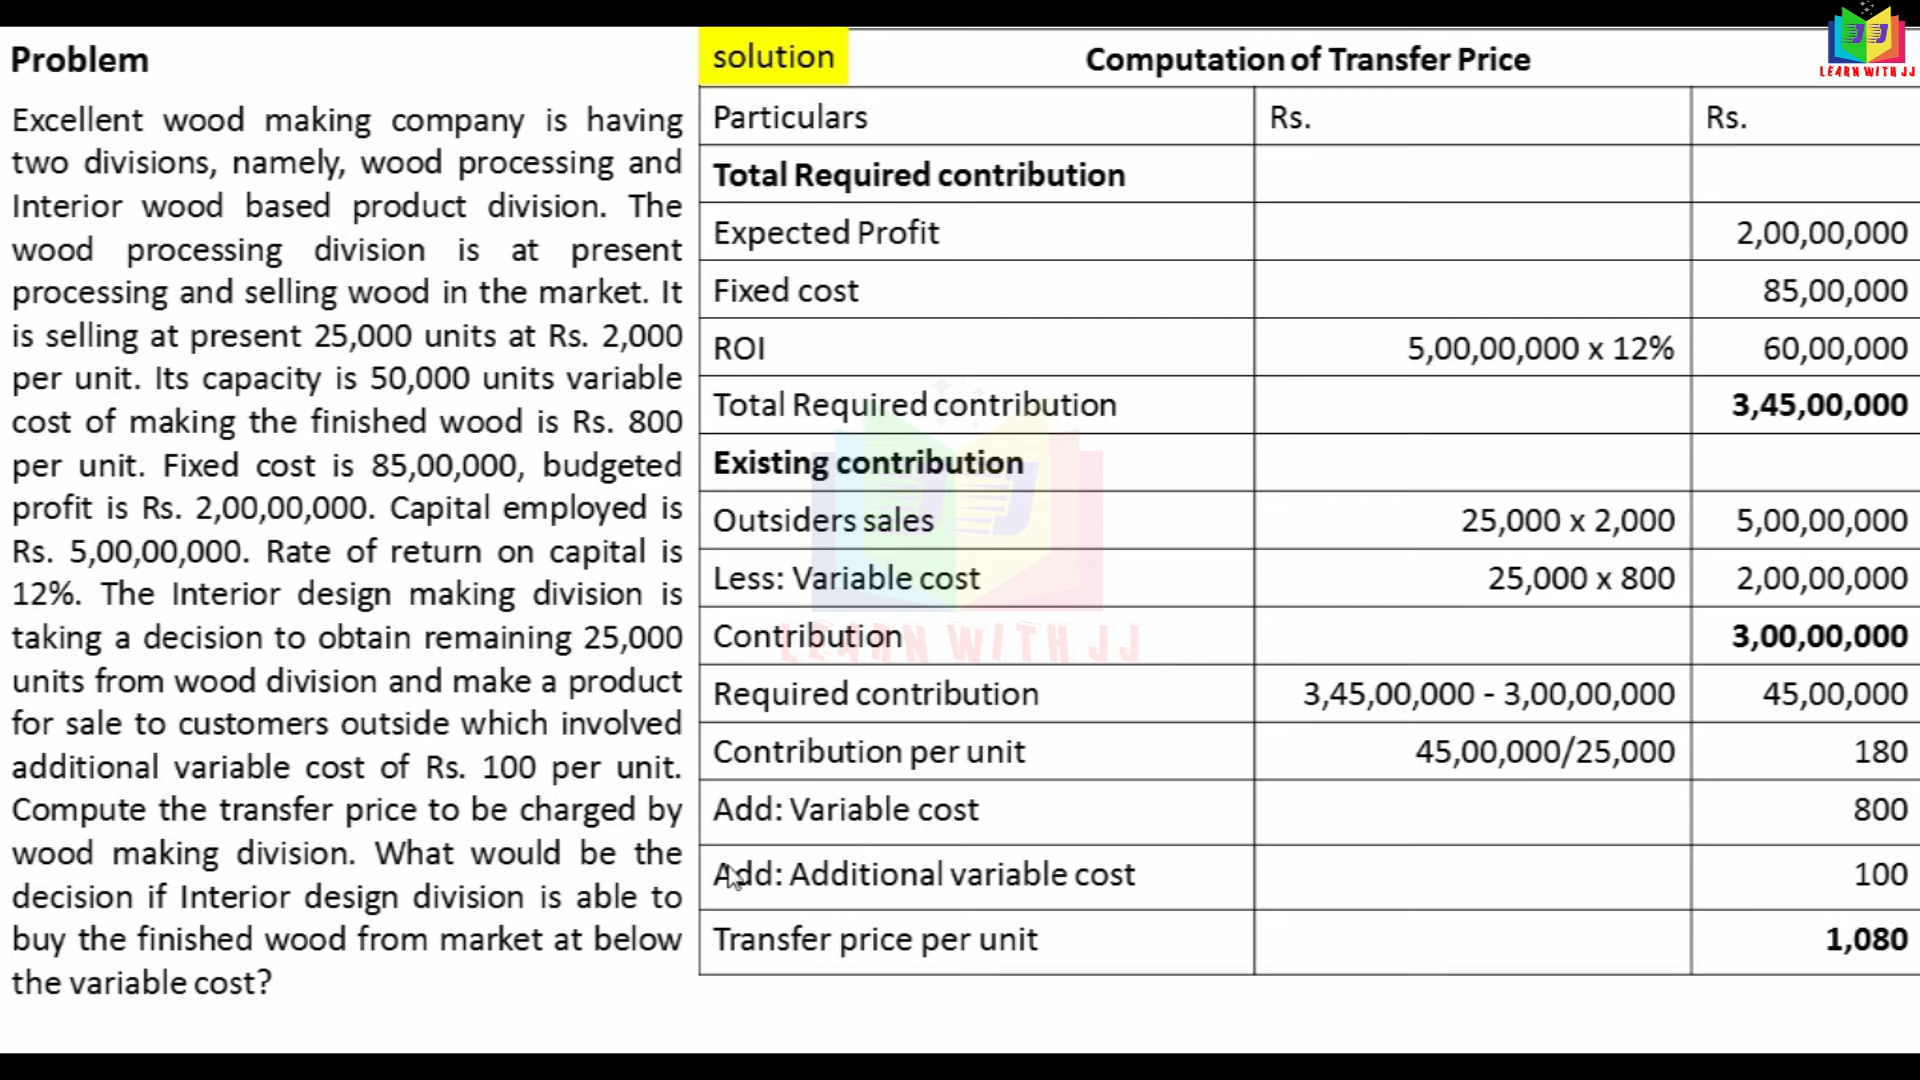 Problem
Excellent wood making company is having
two divisions, namely, wood processing and
Interior wood based product division. The
wood processing division is at present
processing and selling wood in the market. It
is selling at present 25,000 units at Rs. 2,000
per unit. Its capacity is 50,000 units variable
cost of making the finished wood is Rs. 800
per unit. Fixed cost is 85,00,000, budgeted
profit is Rs. 2,00,00,000. Capital employed is
Rs. 5,00,00,000. Rate of return on capital is
12%. The Interior design making division is
taking a decision to obtain remaining 25,000
units from wood division and make a product
for sale to customers outside which involved
additional variable cost of Rs. 100 per unit.
Compute the transfer price to be charged by
wood making division. What would be the
decision if Interior design division is able to
buy the finished wood from market at below
the variable cost?
solution
Computation of Transfer Price
Particulars Rs. Rs.
Total Required contribution
Expected Profit 2,00,00,000
Fixed cost 85,00,000
ROI 5,00,00,000 x 12% 60,00,000
Total Required contribution 3,45,00,000
Existing contribution
Outsiders sales 25,000 x 2,000 5,00,00,000
Less: Variable cost 25,000 x 800 2,00,00,000
Contribution 3,00,00,000
Required contribution 3,45,00,000 - 3,00,00,000 45,00,000
Contribution per unit 45,00,000/25,000 180
Add: Variable cost 800
Add: Additional variable cost 100
Transfer price per unit 1,080
JJ
LEARN WITH JJ
JJ
LEARN WITH JJ